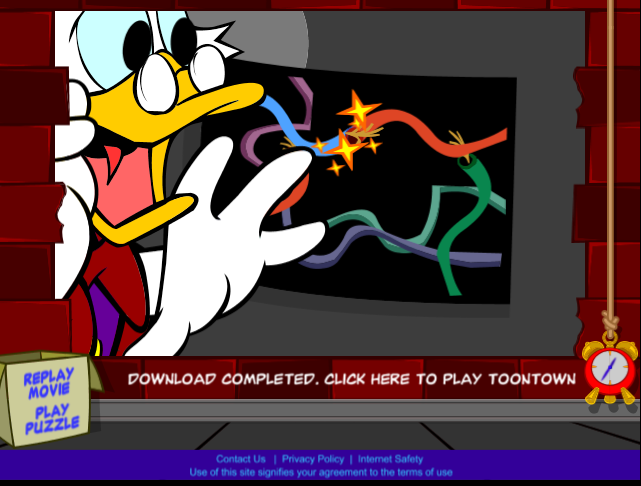 DOWNLOAD COMPLETED. CLICK HERE TO PLAY TOONTOWN
REPLAY
MOVIE
PLAY
PUZZLE
Contact Us | Privacy Policy | Internet Safety
Use of this site signifies your agreement to the terms of use